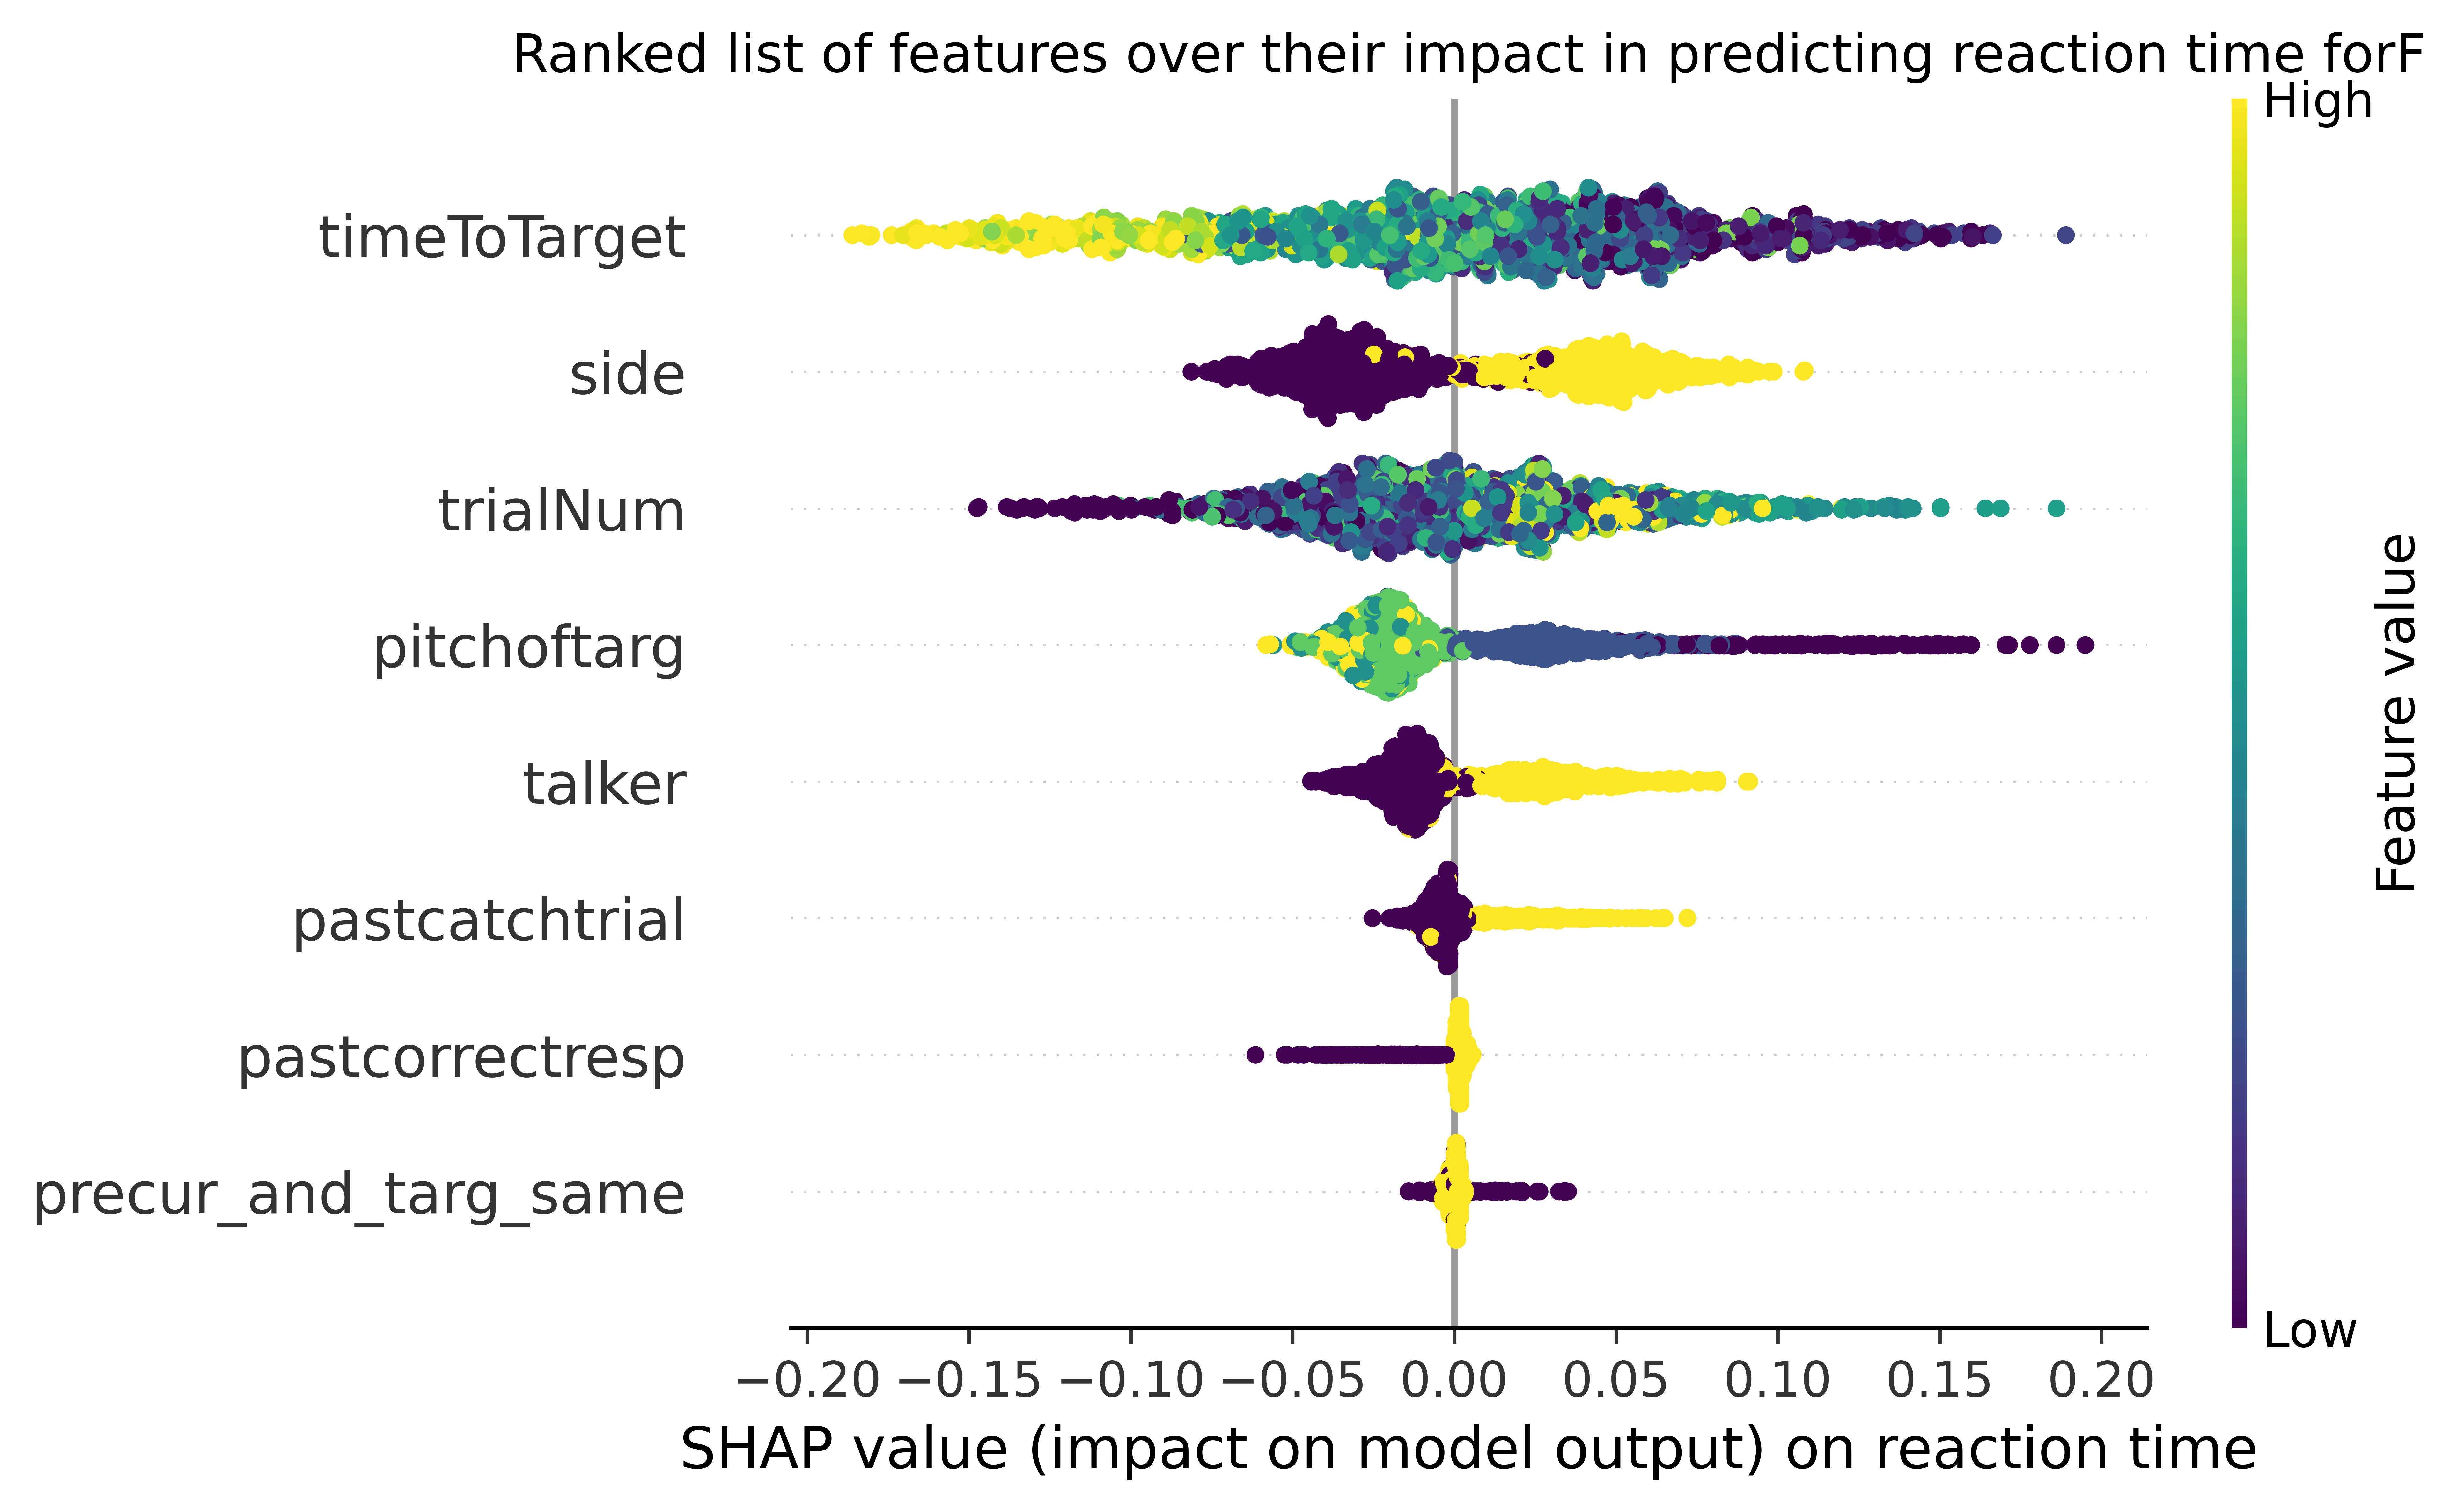 Ranked list of features over their impact in predicting reaction time forF
High
timeToTarget
side
trialNum
pitchoftarg
talker
pastcatchtrial
pastcorrectresp
precur_and_targ_same
Feature value
Low
−0.20 −0.15 −0.10 −0.05 0.00 0.05 0.10 0.15 0.20
SHAP value (impact on model output) on reaction time